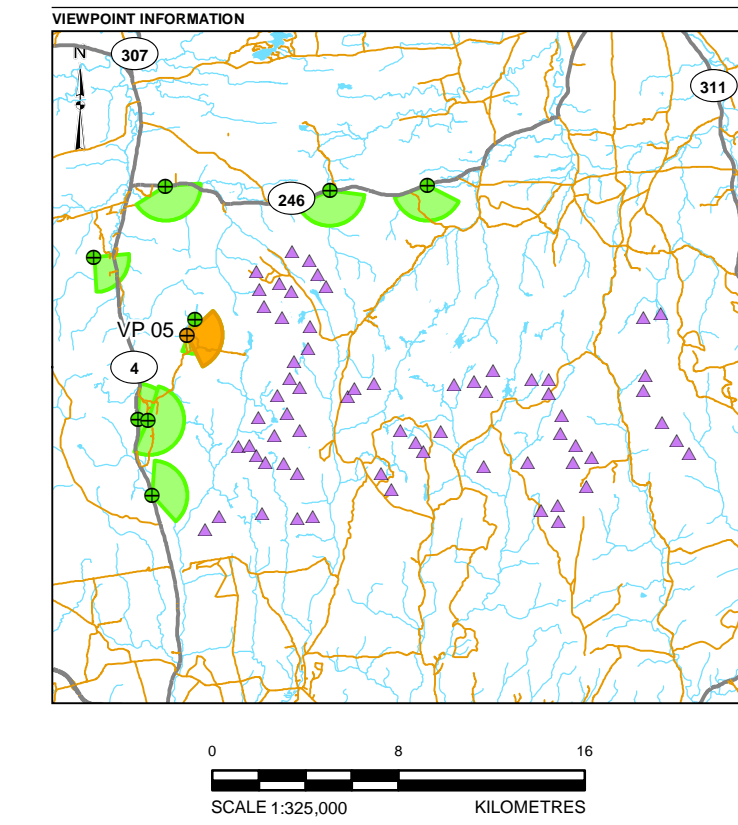 VIEWPOINT INFORMATION
N
307
311
246
VP 05
4
0 8 16
SCALE 1:325,000 KILOMETRES